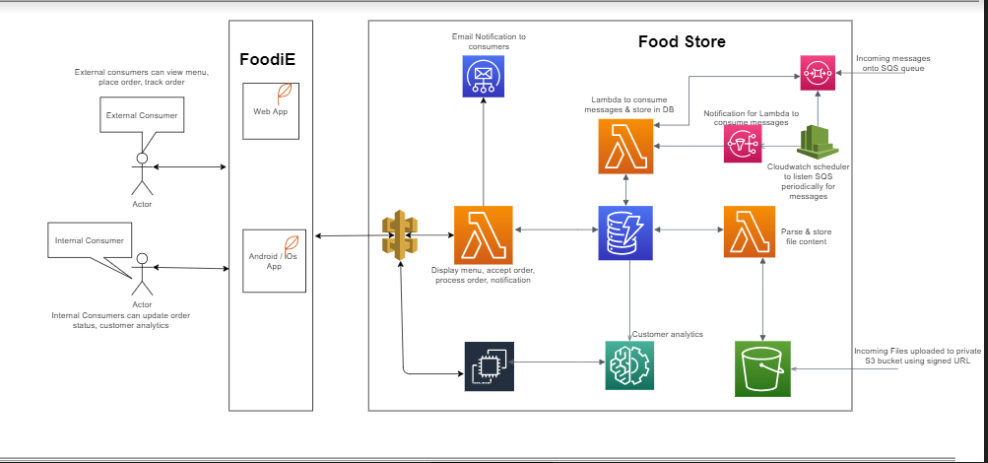 FoodiE
Food Store
External consumers can view menu,
place order, track order
External Consumer
Actor
Internal Consumer
Actor
Internal Consumers can update order
status, customer analytics
Web App
Android / IOs
App
Email Notification to
consumers
Lambda to consume
messages & store in DB
Notification for Lambda to
consume messages
Incoming messages
onto SQS queue
Cloudwatch scheduler
to listen SQS
periodically for
messages
Display menu, accept order,
process order, notification
Parse & store
file content
Customer analytics
Incoming Files uploaded to private
S3 bucket using signed URL